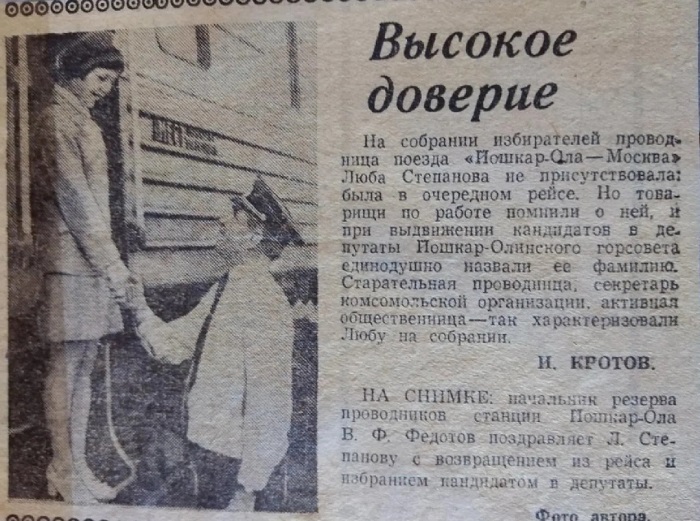 Высокое
доверие
На собрании избирателей провод-
ница поезда «Йошкар-Ола—Москва»
Люба Степанова не присутствовала:
была в очередном рейсе. Но това-
рищи по работе помнили о ней, и
при выдвижении кандидатов в де-
путаты Йошкар-Олинского горсовета
единодушно назвали ее фамилию.
Старательная проводница, секретарь
комсомольской организации, активная
общественница—так характеризовали
Любу на собрании.
И. КРОТОВ.
НА СНИМКЕ: начальник резерва
проводников станции Йошкар-Ола
В. Ф. Федотов поздравляет Л. Сте-
панову с возвращением из рейса и
избранием кандидатом в депутаты.
Фото автора.